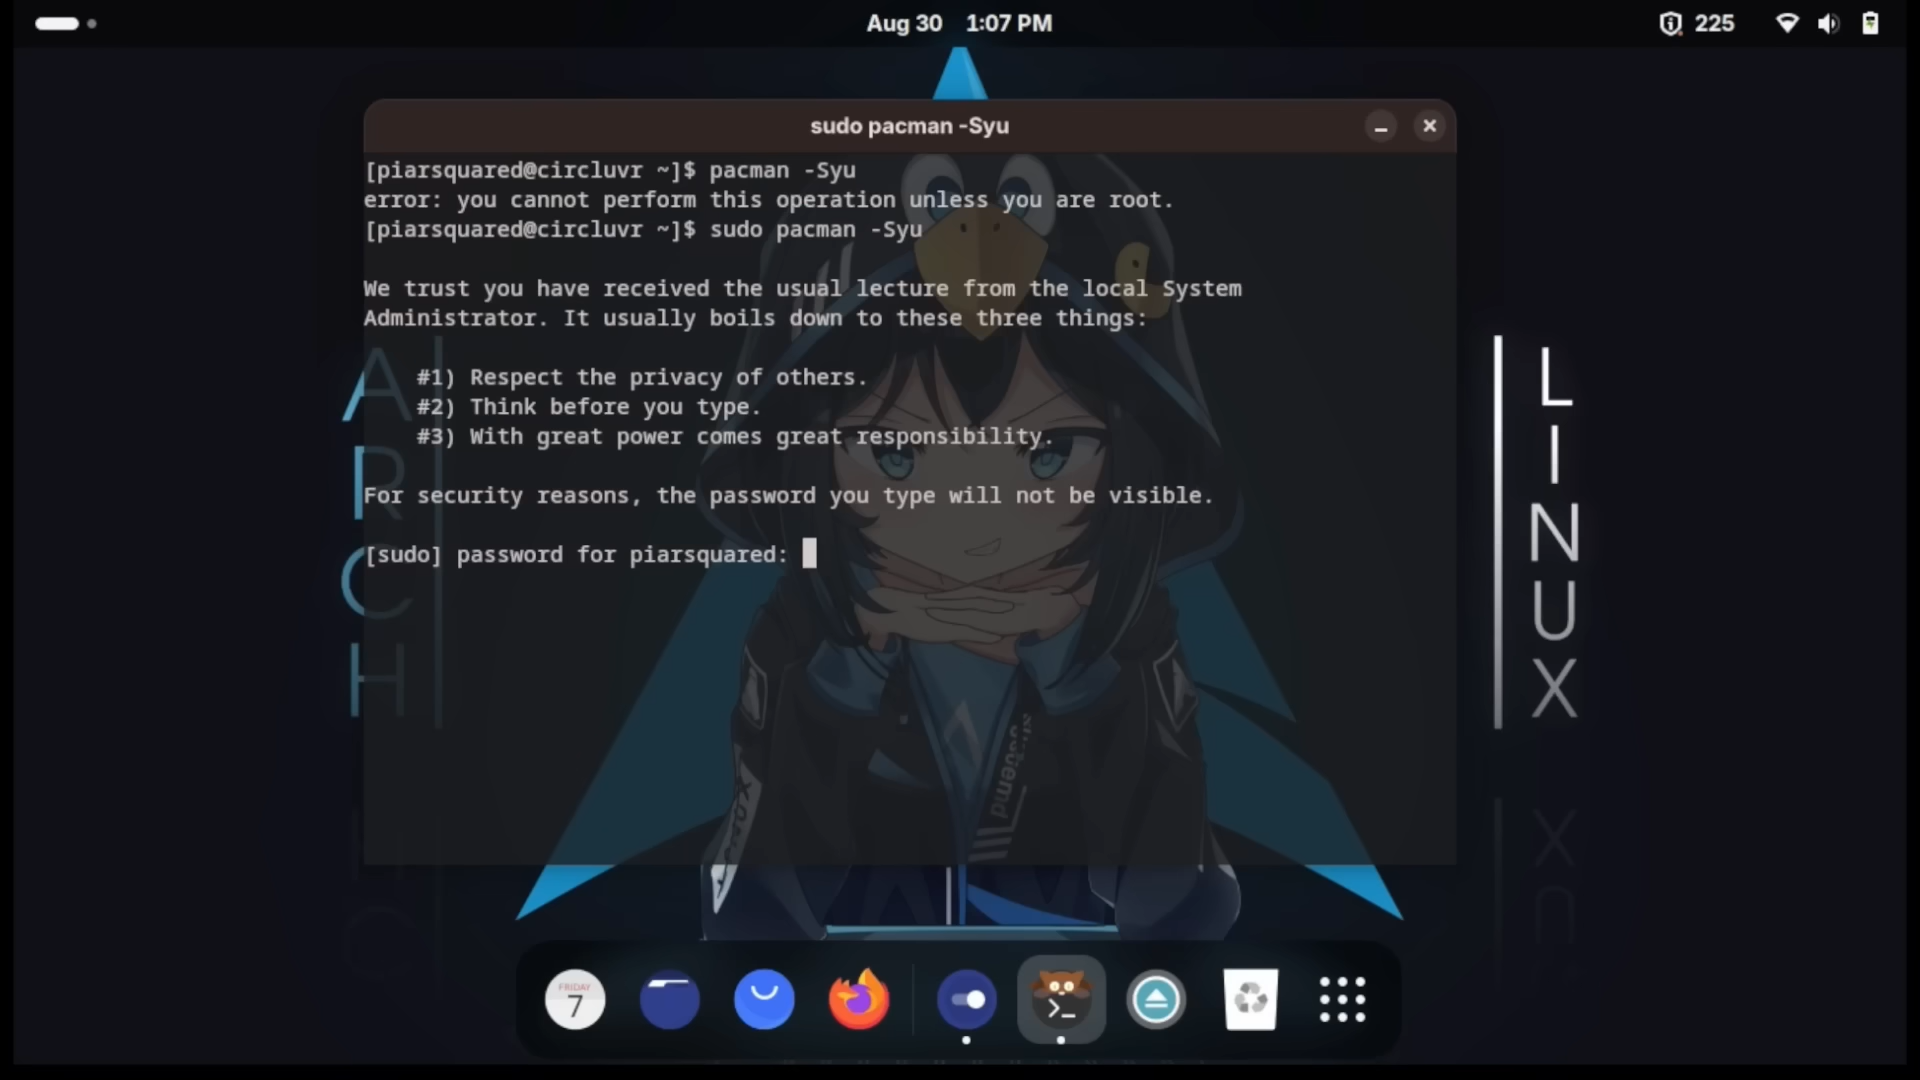 Aug 30 1:07 PM
225
sudo pacman -Syu
[piarsquared@circluvr ~]$ pacman -Syu
error: you cannot perform this operation unless you are root.
[piarsquared@circluvr ~]$ sudo pacman -Syu
We trust you have received the usual lecture from the local System
Administrator. It usually boils down to these three things:
#1) Respect the privacy of others.
#2) Think before you type.
#3) With great power comes great responsibility.
For security reasons, the password you type will not be visible.
[sudo] password for piarsquared:
ARCH
LINUX
systemd
FRIDAY
7
>_